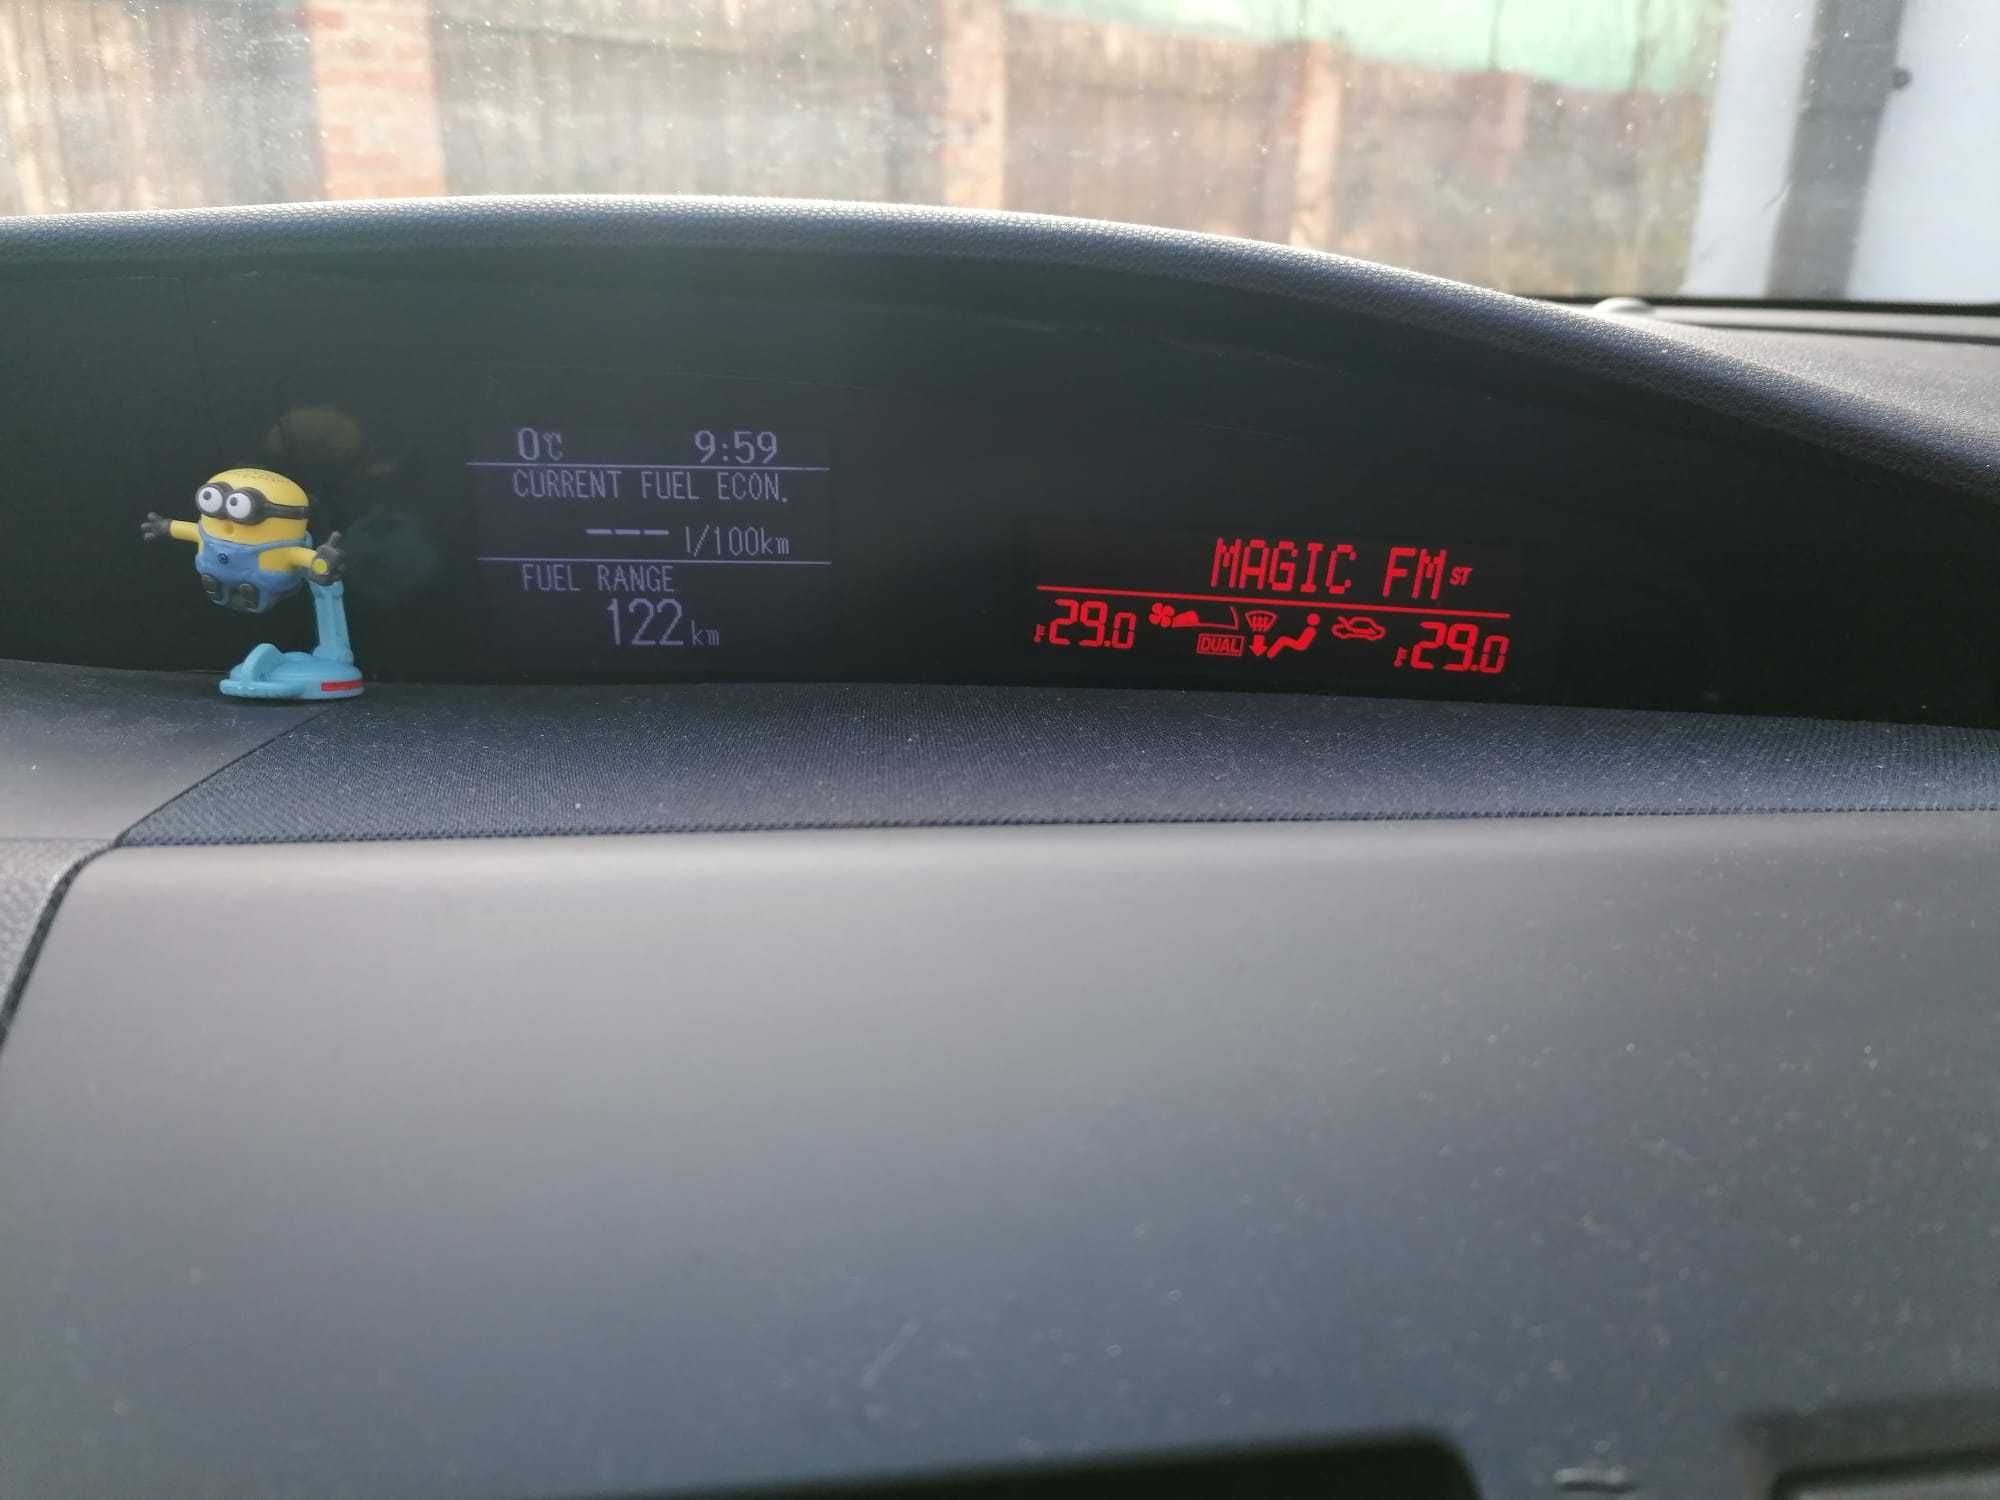 0℃ 9:59
CURRENT FUEL ECON.
--- l/100km
FUEL RANGE
122km
MAGIC FM ST
29.0 DUAL 29.0